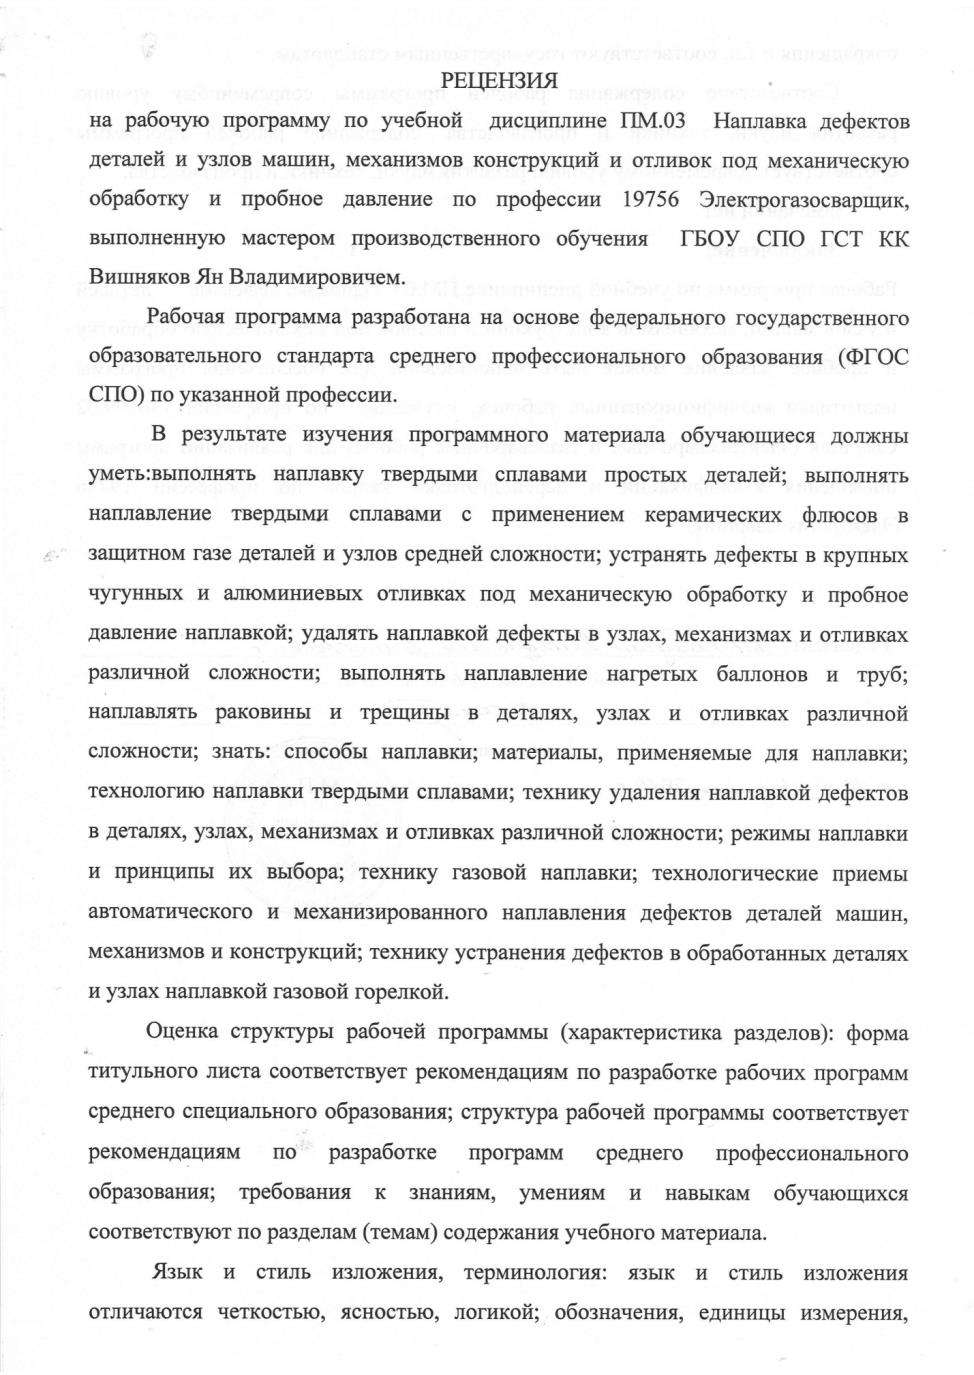 РЕЦЕНЗИЯ
на рабочую программу по учебной дисциплине ПМ.03 Наплавка дефектов
деталей и узлов машин, механизмов конструкций и отливок под механическую
обработку и пробное давление по профессии 19756 Электрогазосварщик,
выполненную мастером производственного обучения ГБОУ СПО ГСТ КК
Вишняков Ян Владимировичем.
Рабочая программа разработана на основе федерального государственного
образовательного стандарта среднего профессионального образования (ФГОС
СПО) по указанной профессии.
В результате изучения программного материала обучающиеся должны
уметь:выполнять наплавку твердыми сплавами простых деталей; выполнять
наплавление твердыми сплавами с применением керамических флюсов в
защитном газе деталей и узлов средней сложности; устранять дефекты в крупных
чугунных и алюминиевых отливках под механическую обработку и пробное
давление наплавкой; удалять наплавкой дефекты в узлах, механизмах и отливках
различной сложности; выполнять наплавление нагретых баллонов и труб;
наплавлять раковины и трещины в деталях, узлах и отливках различной
сложности; знать: способы наплавки; материалы, применяемые для наплавки;
технологию наплавки твердыми сплавами; технику удаления наплавкой дефектов
в деталях, узлах, механизмах и отливках различной сложности; режимы наплавки
и принципы их выбора; технику газовой наплавки; технологические приемы
автоматического и механизированного наплавления дефектов деталей машин,
механизмов и конструкций; технику устранения дефектов в обработанных деталях
и узлах наплавкой газовой горелкой.
Оценка структуры рабочей программы (характеристика разделов): форма
титульного листа соответствует рекомендациям по разработке рабочих программ
среднего специального образования; структура рабочей программы соответствует
рекомендациям по разработке программ среднего профессионального
образования; требования к знаниям, умениям и навыкам обучающихся
соответствуют по разделам (темам) содержания учебного материала.
Язык и стиль изложения, терминология: язык и стиль изложения
отличаются четкостью, ясностью, логикой; обозначения, единицы измерения,